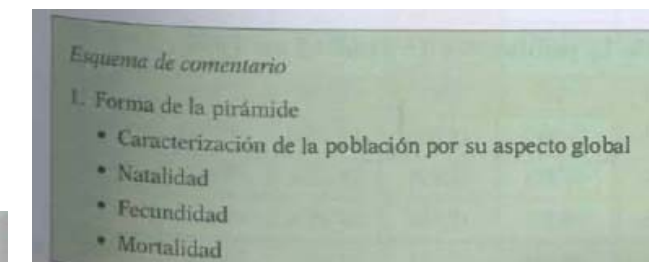 Esquema de comentario
1. Forma de la pirámide
• Caracterización de la población por su aspecto global
• Natalidad
• Fecundidad
• Mortalidad